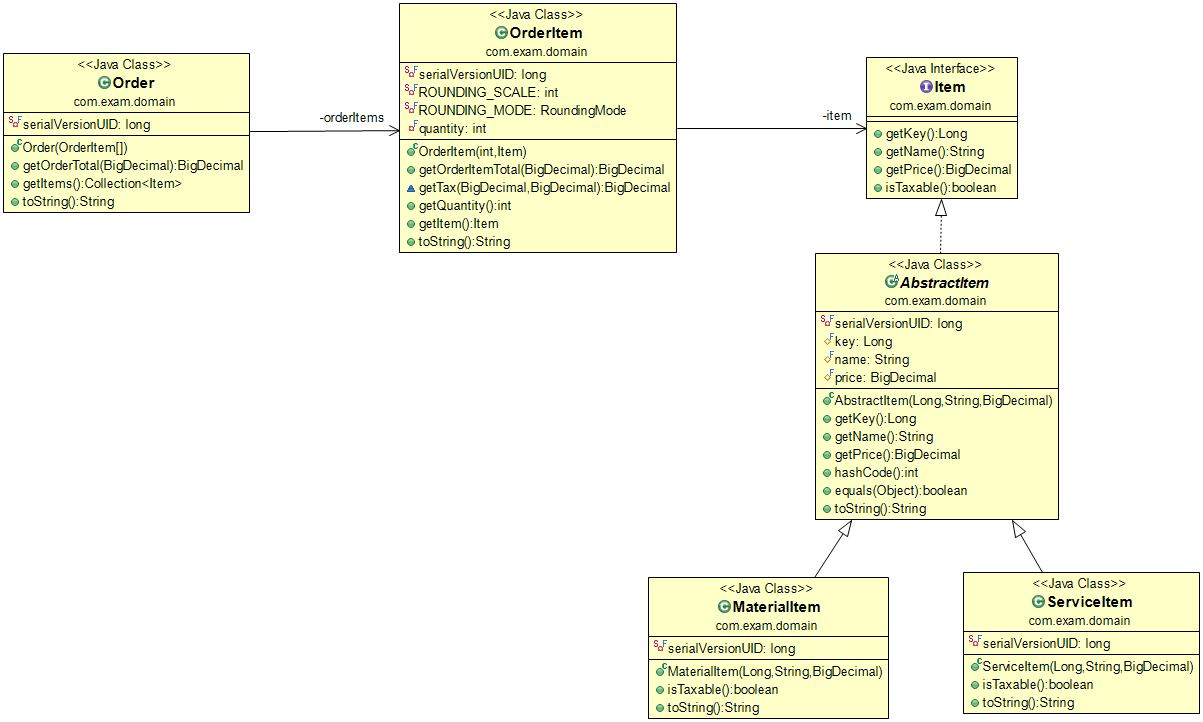 <<Java Class>>
Order
com.exam.domain
serialVersionUID: long
Order(OrderItem[])
getOrderTotal(BigDecimal):BigDecimal
getItems():Collection<Item>
toString():String
-orderItems
<<Java Class>>
OrderItem
com.exam.domain
serialVersionUID: long
ROUNDING_SCALE: int
ROUNDING_MODE: RoundingMode
quantity: int
OrderItem(int,Item)
getOrderItemTotal(BigDecimal):BigDecimal
getTax(BigDecimal,BigDecimal):BigDecimal
getQuantity():int
getItem():Item
toString():String
-item
<<Java Interface>>
Item
com.exam.domain
getKey():Long
getName():String
getPrice():BigDecimal
isTaxable():boolean
<<Java Class>>
AbstractItem
com.exam.domain
serialVersionUID: long
key: Long
name: String
price: BigDecimal
AbstractItem(Long,String,BigDecimal)
getKey():Long
getName():String
getPrice():BigDecimal
hashCode():int
equals(Object):boolean
toString():String
<<Java Class>>
MaterialItem
com.exam.domain
serialVersionUID: long
MaterialItem(Long,String,BigDecimal)
isTaxable():boolean
toString():String
<<Java Class>>
ServiceItem
com.exam.domain
serialVersionUID: long
ServiceItem(Long,String,BigDecimal)
isTaxable():boolean
toString():String